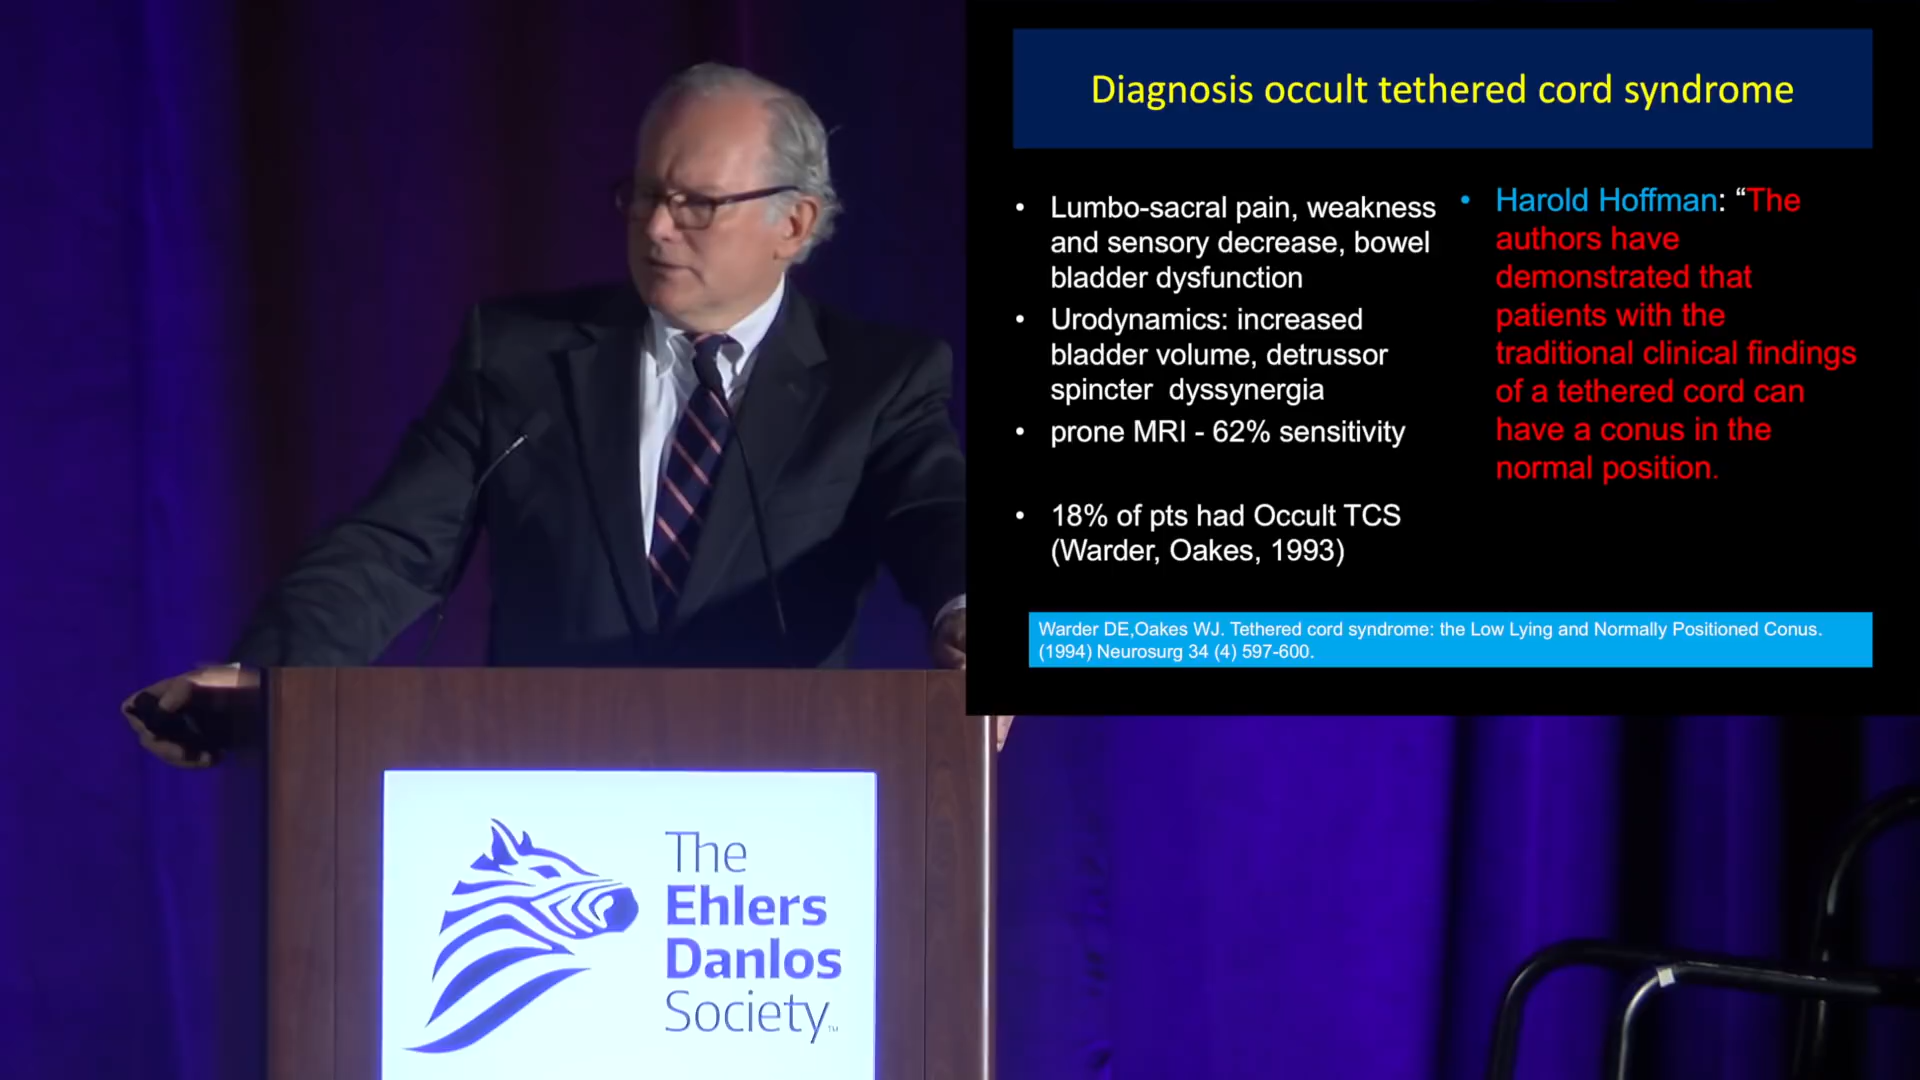 Diagnosis occult tethered cord syndrome
• Lumbo-sacral pain, weakness
and sensory decrease, bowel
bladder dysfunction
• Urodynamics: increased
bladder volume, detrussor
spincter dyssynergia
• prone MRI - 62% sensitivity
• 18% of pts had Occult TCS
(Warder, Oakes, 1993)
• Harold Hoffman: “The
authors have
demonstrated that
patients with the
traditional clinical findings
of a tethered cord can
have a conus in the
normal position.
Warder DE,Oakes WJ. Tethered cord syndrome: the Low Lying and Normally Positioned Conus.
(1994) Neurosurg 34 (4) 597-600.
The
Ehlers
Danlos
Society™